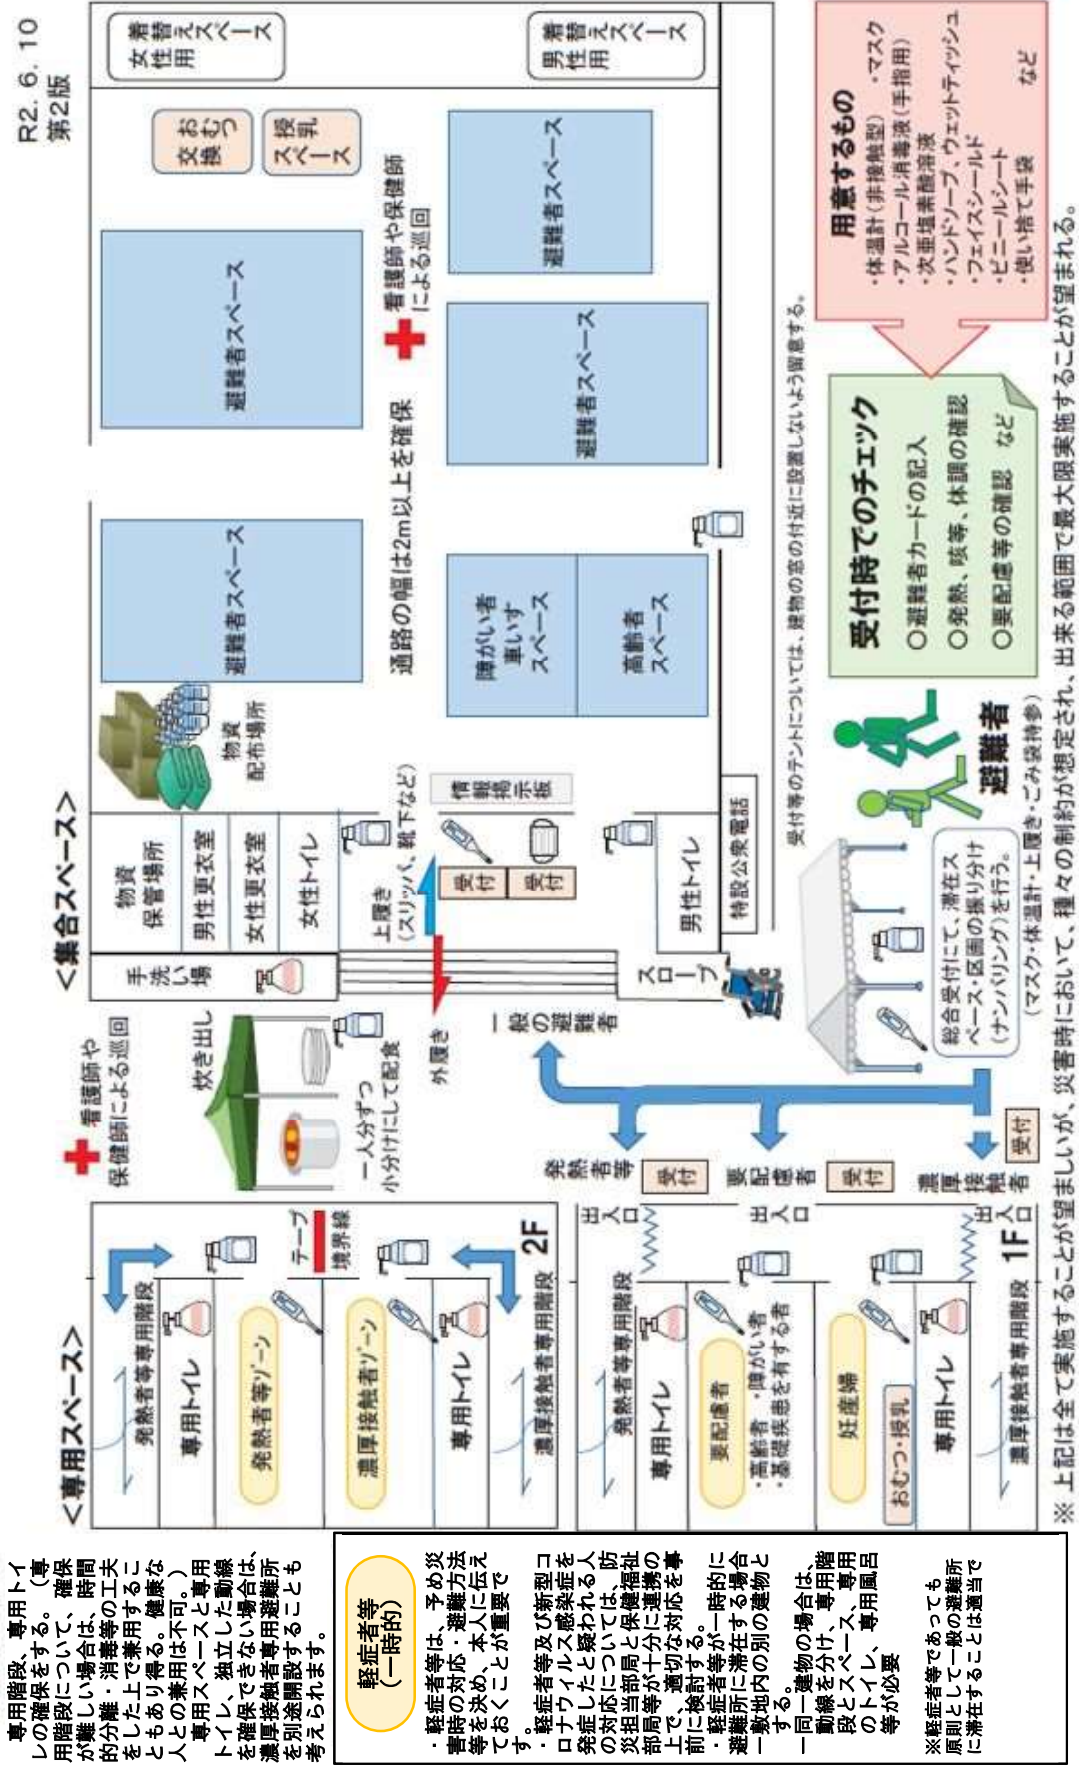 R2. 6. 10
第2版
<専用スペース>
<集合スペース>
専用階段、専用トイ
レの確保をする。（専
用階段について、確保
が難しい場合は、時間
的分離・消毒等の工夫
をした上で兼用するこ
ともあり得る。健康な
人との兼用は不可。）
専用スペースと専用
トイレ、独立した動線
を確保できない場合は、
濃厚接触者専用避難所
を別途開設することも
考えられます。
軽症者等
（一時的）
・軽症者等は、予め災
害時の対応・避難方法
等を決め、本人に伝え
ておくことが重要で
す。
・軽症者等及び新型コ
ロナウィルス感染症を
発症したと疑われる人
の対応については、防
災担当部局と保健福祉
部局等が十分に連携の
上で、適切な対応を事
前に検討する。
・軽症者等が一時的に
避難所に滞在する場合
一敷地内の別の建物と
する。
一同一建物の場合は、
動線を分け、専用階
段とスペース、専用
のトイレ、専用風呂
等が必要
※軽症者等であっても
原則として一般の避難所
に滞在することは適当で
発熱者等専用階段
専用トイレ
発熱者等ゾーン
濃厚接触者ゾーン
専用トイレ
濃厚接触者専用階段
テープ
境界線
2F
発熱者等専用階段
専用トイレ
要配慮者
・高齢者 ・障がい者
・基礎疾患を有する者
妊産婦
おむつ・授乳
専用トイレ
濃厚接触者専用階段
出入口
出入口
出入口
1F
看護師や
保健師による巡回
炊き出し
一人分ずつ
小分けにして配食
外履き
一般の避難者
発熱者等
受付
要配慮者
受付
濃厚接触者
受付
手洗い場
物資
保管場所
男性更衣室
女性更衣室
女性トイレ
上履き
(スリッパ、靴下など)
受付
受付
情報掲示板
男性トイレ
スロープ
特設公衆電話
物資
配布場所
避難者スペース
避難者スペース
通路の幅は2m以上を確保
看護師や保健師
による巡回
障がい者
車いす
スペース
高齢者
スペース
避難者スペース
避難者スペース
おむつ
交換
授乳
スペース
女性用
着替えスペース
男性用
着替えスペース
受付等のテントについては、建物の窓の付近に設置しないよう留意する。
総合受付にて、滞在ス
ペース・区画の振り分け
(ナンバリング)を行う。
避難者
(マスク・体温計・上履き・ごみ袋持参)
受付時でのチェック
〇避難者カードの記入
〇発熱、咳等、体調の確認
〇要配慮等の確認 など
用意するもの
・体温計(非接触型) ・マスク
・アルコール消毒液(手指用)
・次亜塩素酸溶液
・ハンドソープ、ウェットティッシュ
・フェイスシールド
・ビニールシート
・使い捨て手袋 など
※上記は全て実施することが望ましいが、災害時において、種々の制約が想定され、出来る範囲で最大限実施することが望まれる。